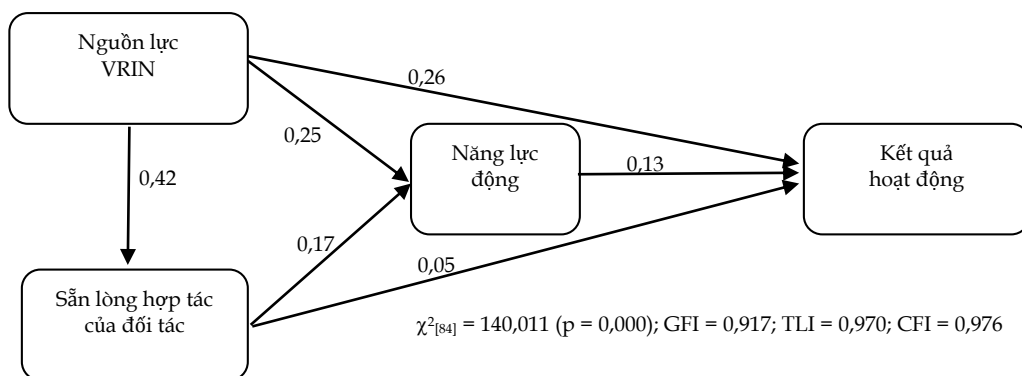 Nguồn lực
VRIN
0,26
0,25
Năng lực
động
0,13
Kết quả
hoạt động
0,42
0,17
0,05
Sẵn lòng hợp tác
của đối tác
χ²[84] = 140,011 (p = 0,000); GFI = 0,917; TLI = 0,970; CFI = 0,976